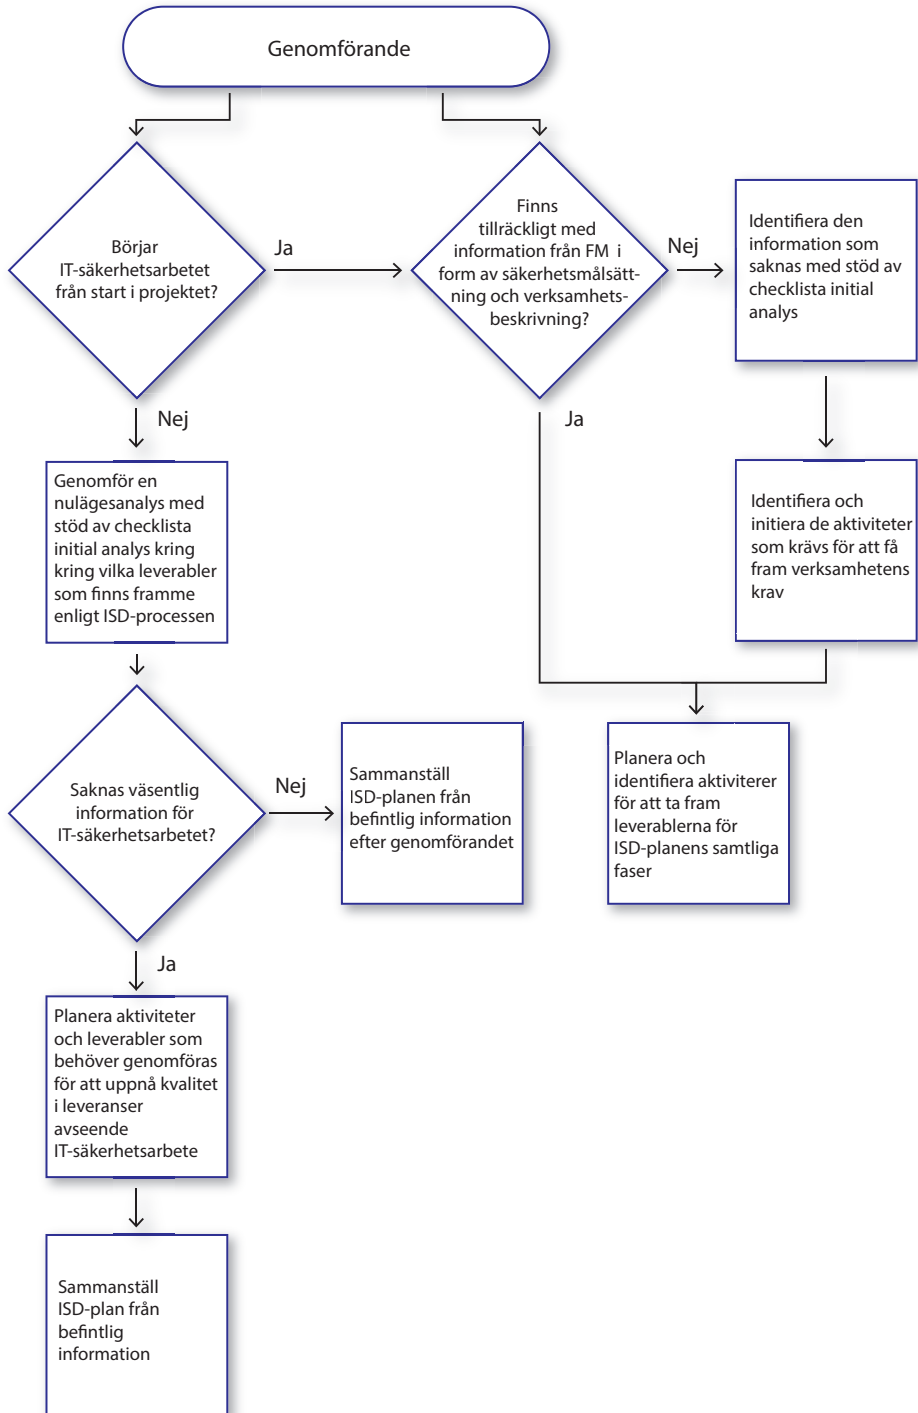 Genomförande
Börjar
IT-säkerhetsarbetet
från start i projektet?
Ja
Finns
tillräckligt med
information från FM i
form av säkerhetsmålsätt-
tning och verksamhets-
beskrivning?
Nej
Identifiera den
information som
saknas med stöd av
checklista initial
analys
Nej
Ja
Genomför en
nulägesanalys med
stöd av checklista
initial analys kring
kring vilka leverabler
som finns framme
enligt ISD-processen
Identifiera och
initiera de aktiviteter
som krävs för att få
fram verksamhetens
krav
Saknas väsentlig
information för
IT-säkerhetsarbetet?
Nej
Sammanställ
ISD-planen från
befintlig information
efter genomförandet
Planera och
identifiera aktiviterer
för att ta fram
leverablerna för
ISD-planens samtliga
faser
Ja
Planera aktiviteter
och leverabler som
behöver genomföras
för att uppnå kvalitet
i leveranser
avseende
IT-säkerhetsarbete
Sammanställ
ISD-plan från
befintlig
information